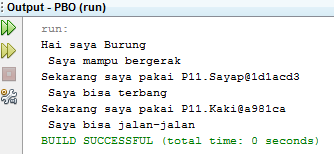 Output - PBO (run)
run:
Hai saya Burung
 Saya mampu bergerak
Sekarang saya pakai P11.Sayap@1d1acd3
 Saya bisa terbang
Sekarang saya pakai P11.Kaki@a981ca
 Saya bisa jalan-jalan
BUILD SUCCESSFUL (total time: 0 seconds)